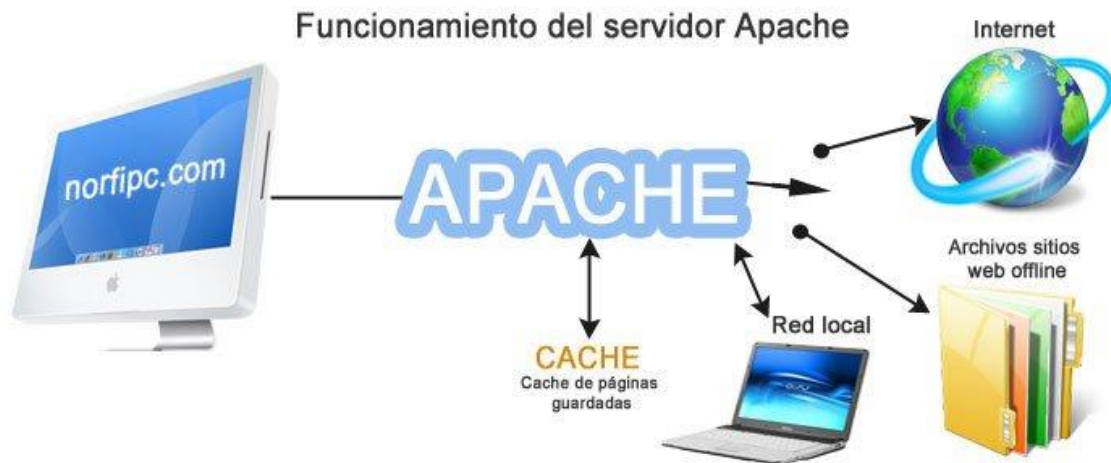 Funcionamiento del servidor Apache
Internet
norfipc.com
APACHE
Archivos sitios
web offline
Red local
CACHE
Cache de páginas
guardadas